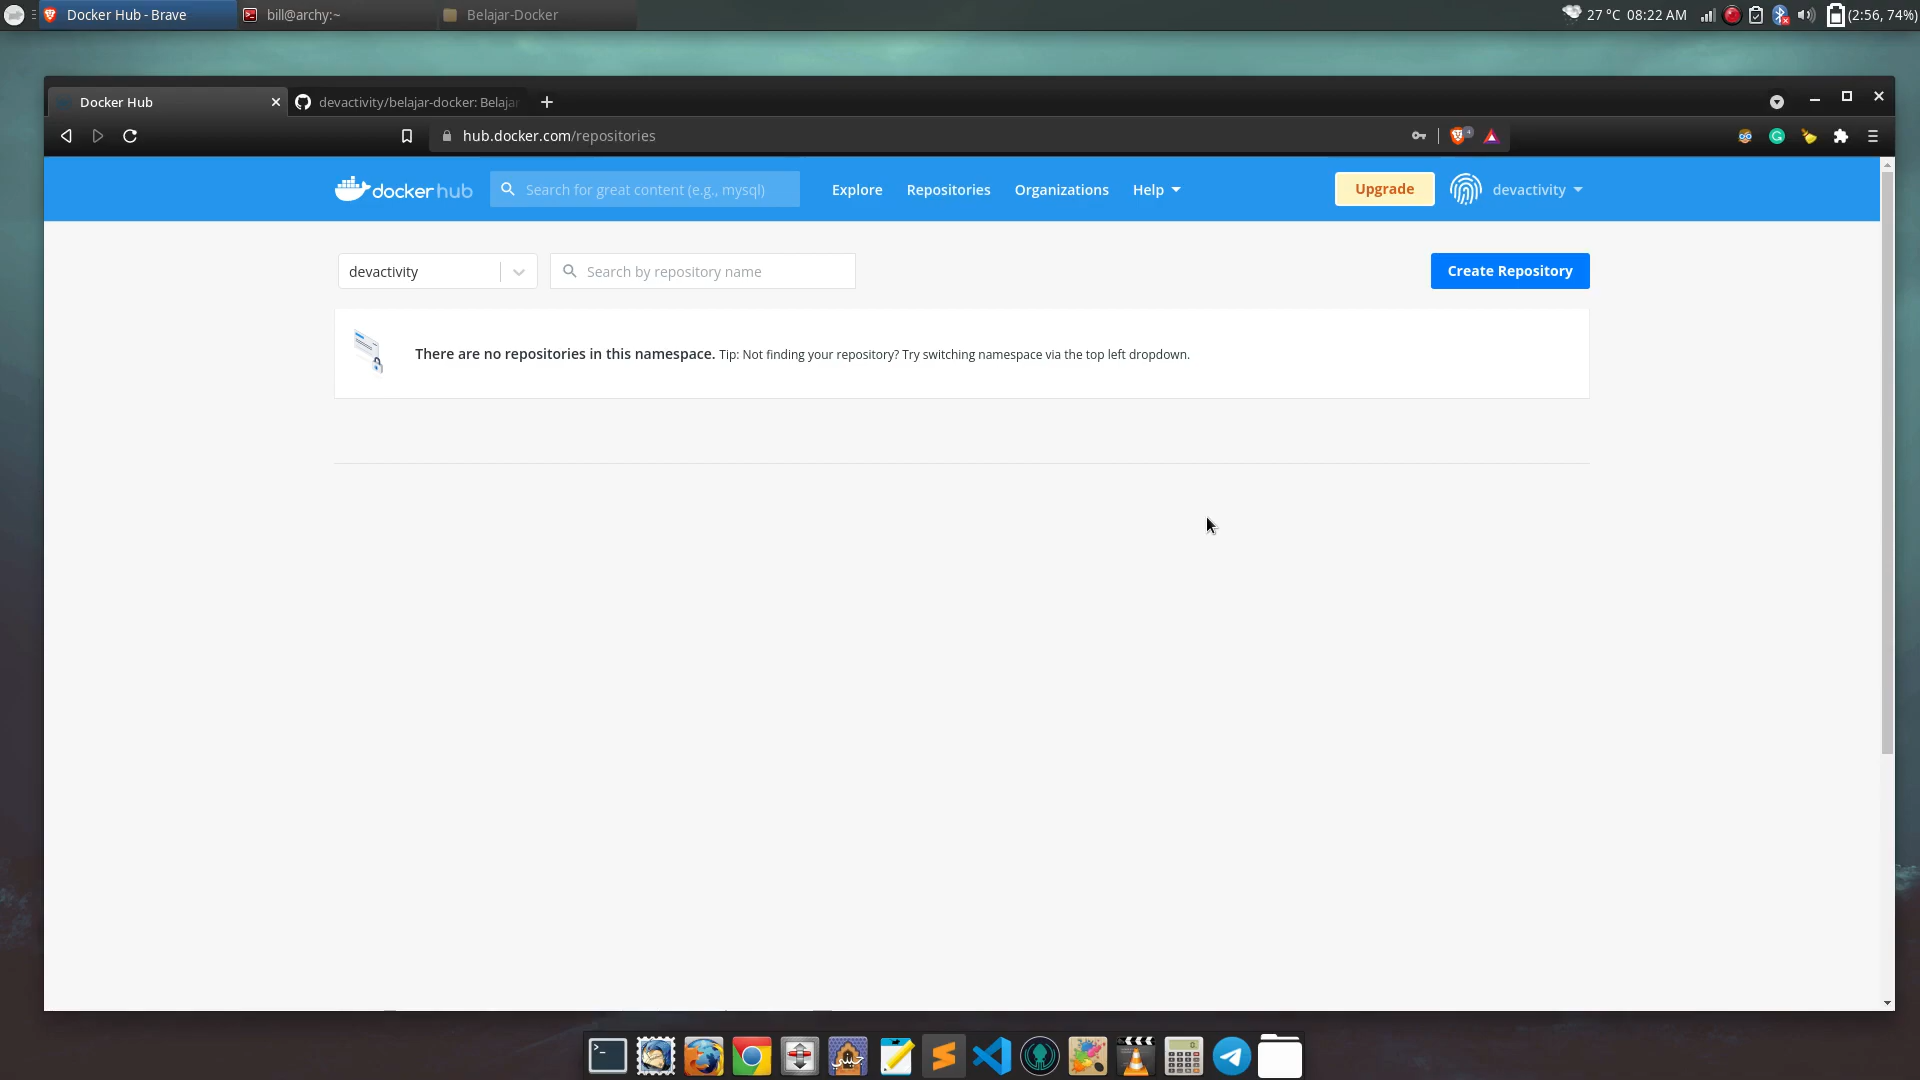 Docker Hub - Brave
bill@archy:~
Belajar-Docker
27 °C 08:22 AM
(2:56, 74%)
Docker Hub
devactivity/belajar-docker: Belajar
hub.docker.com/repositories
docker hub
Search for great content (e.g., mysql)
Explore
Repositories
Organizations
Help
Upgrade
devactivity
devactivity
Search by repository name
Create Repository
There are no repositories in this namespace. Tip: Not finding your repository? Try switching namespace via the top left dropdown.